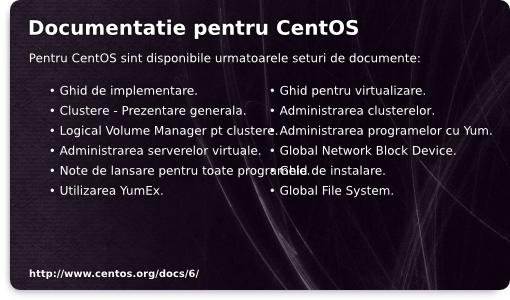 Documentatie pentru CentOS
Pentru CentOS sint disponibile urmatoarele seturi de documente:
• Ghid de implementare.
• Clustere - Prezentare generala.
• Logical Volume Manager pt clustere.
• Administrarea serverelor virtuale.
• Note de lansare pentru toate programele.
• Utilizarea YumEx.
• Ghid pentru virtualizare.
• Administrarea clusterelor.
• Administrarea programelor cu Yum.
• Global Network Block Device.
• Ghid de instalare.
• Global File System.
http://www.centos.org/docs/6/